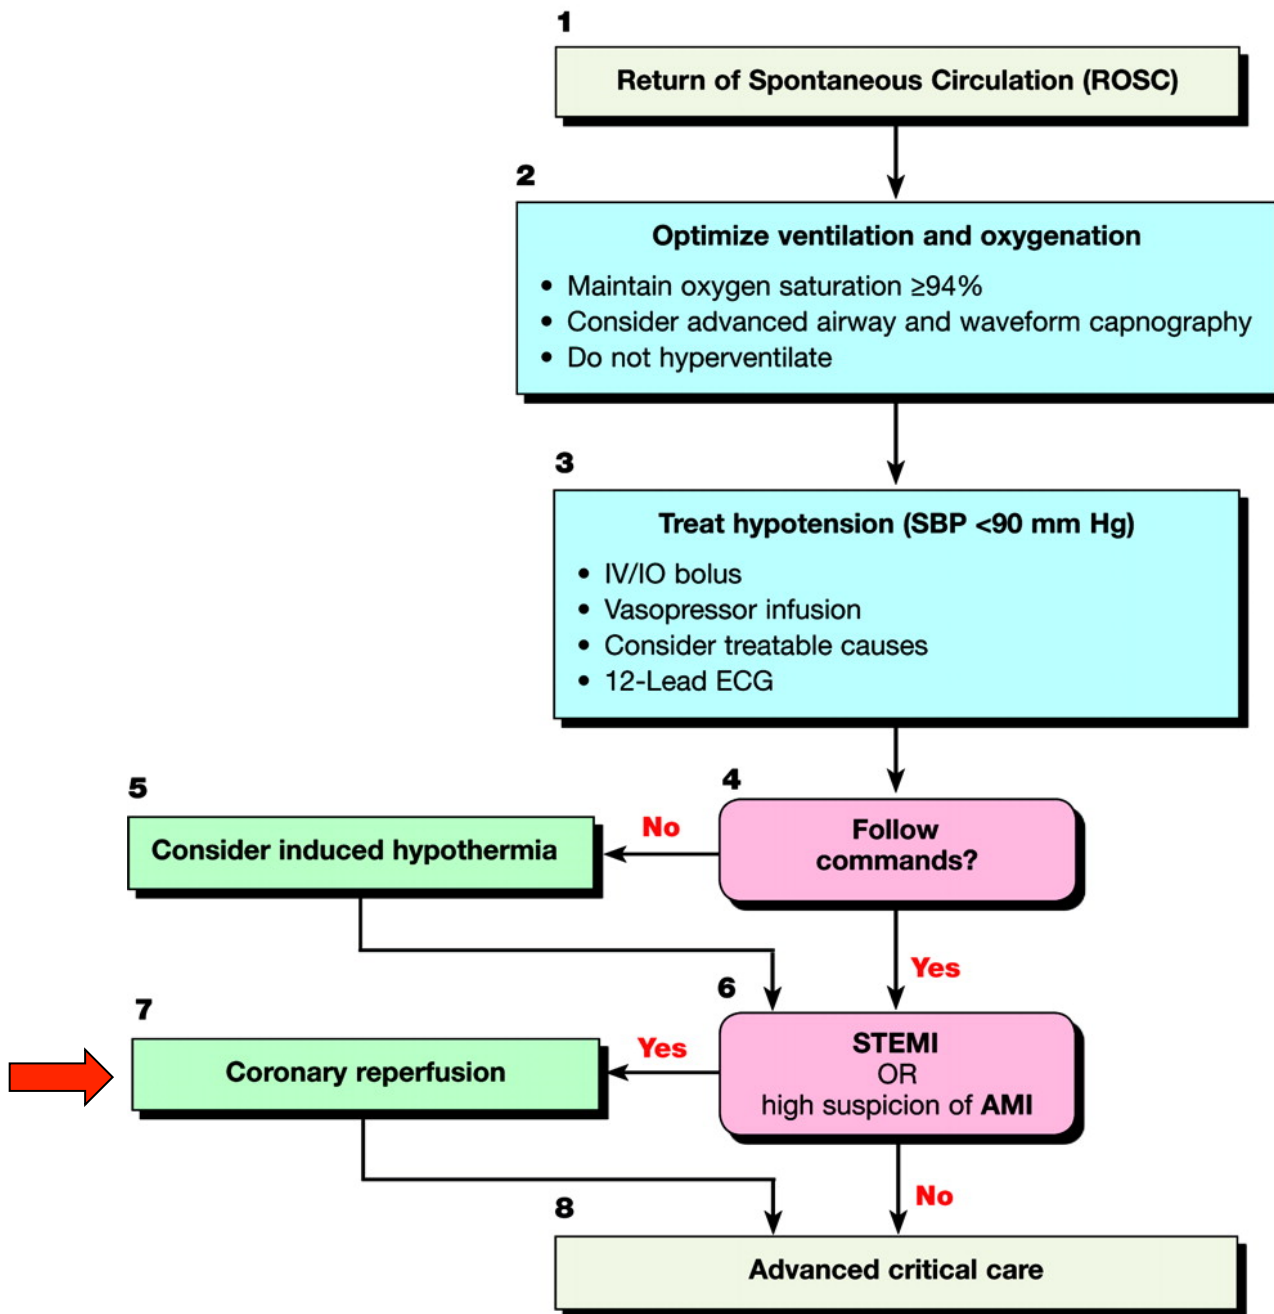 1
Return of Spontaneous Circulation (ROSC)
2
Optimize ventilation and oxygenation
• Maintain oxygen saturation ≥94%
• Consider advanced airway and waveform capnography
• Do not hyperventilate
3
Treat hypotension (SBP <90 mm Hg)
• IV/IO bolus
• Vasopressor infusion
• Consider treatable causes
• 12-Lead ECG
4
Follow
commands?
No
5
Consider induced hypothermia
Yes
6
STEMI
OR
high suspicion of AMI
Yes
7
Coronary reperfusion
No
8
Advanced critical care